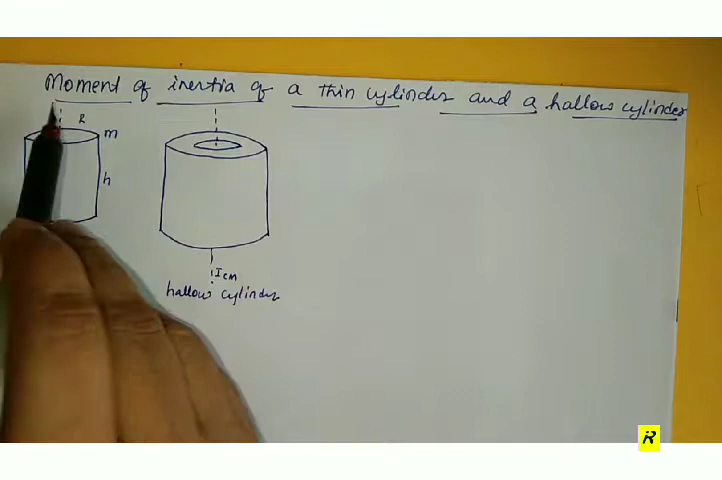 Moment of inertia of a thin cylinder and a hallow cylinder
R
m
h
Icm
hallow cylinder
R